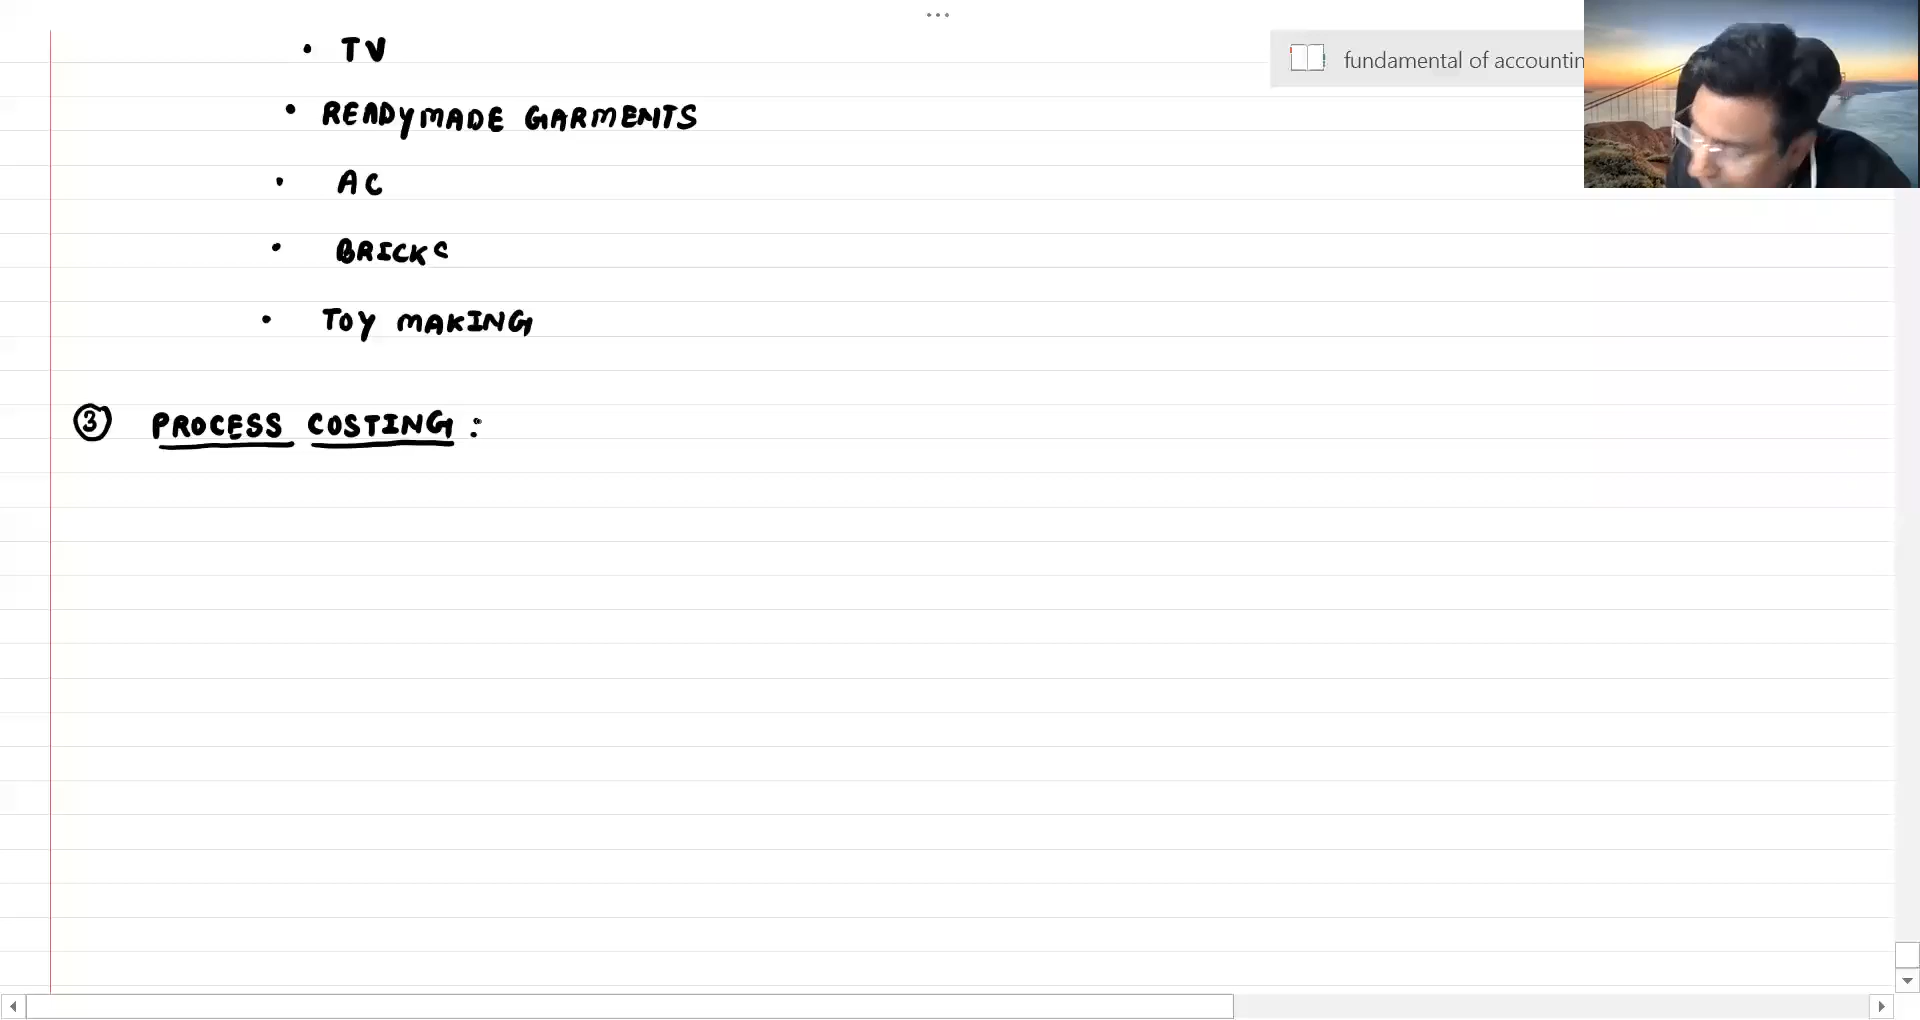 • TV
fundamental of accountin
• READYMADE GARMENTS
• AC
• BRICKS
• TOY MAKING
③ PROCESS COSTING :